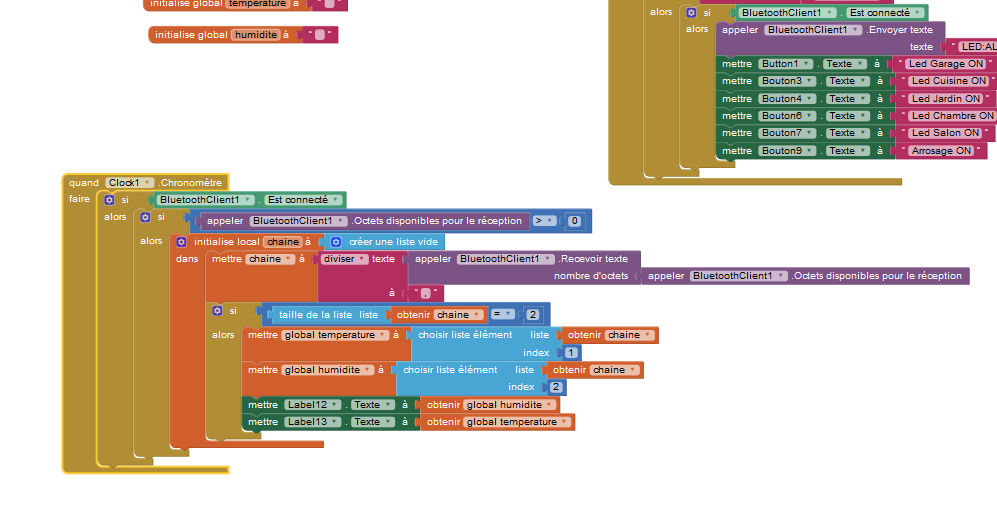 initialise global temperature à " "
initialise global humidite à " "
alors si BluetoothClient1 . Est connecté
alors appeler BluetoothClient1 .Envoyer texte
texte " LED:AL
mettre Button1 . Texte à " Led Garage ON "
mettre Bouton3 . Texte à " Led Cuisine ON "
mettre Bouton4 . Texte à " Led Jardin ON "
mettre Bouton6 . Texte à " Led Chambre ON
mettre Bouton7 . Texte à " Led Salon ON "
mettre Bouton9 . Texte à " Arrosage ON "
quand Clock1 .Chronomètre
faire si BluetoothClient1 . Est connecté
alors si appeler BluetoothClient1 .Octets disponibles pour le réception > 0
alors initialise local chaine à créer une liste vide
dans mettre chaine à diviser texte appeler BluetoothClient1 .Recevoir texte
nombre d'octets appeler BluetoothClient1 .Octets disponibles pour le réception
à " , "
si taille de la liste liste obtenir chaine = 2
alors mettre global temperature à choisir liste élément liste obtenir chaine
index 1
mettre global humidite à choisir liste élément liste obtenir chaine
index 2
mettre Label12 . Texte à obtenir global humidite
mettre Label13 . Texte à obtenir global temperature